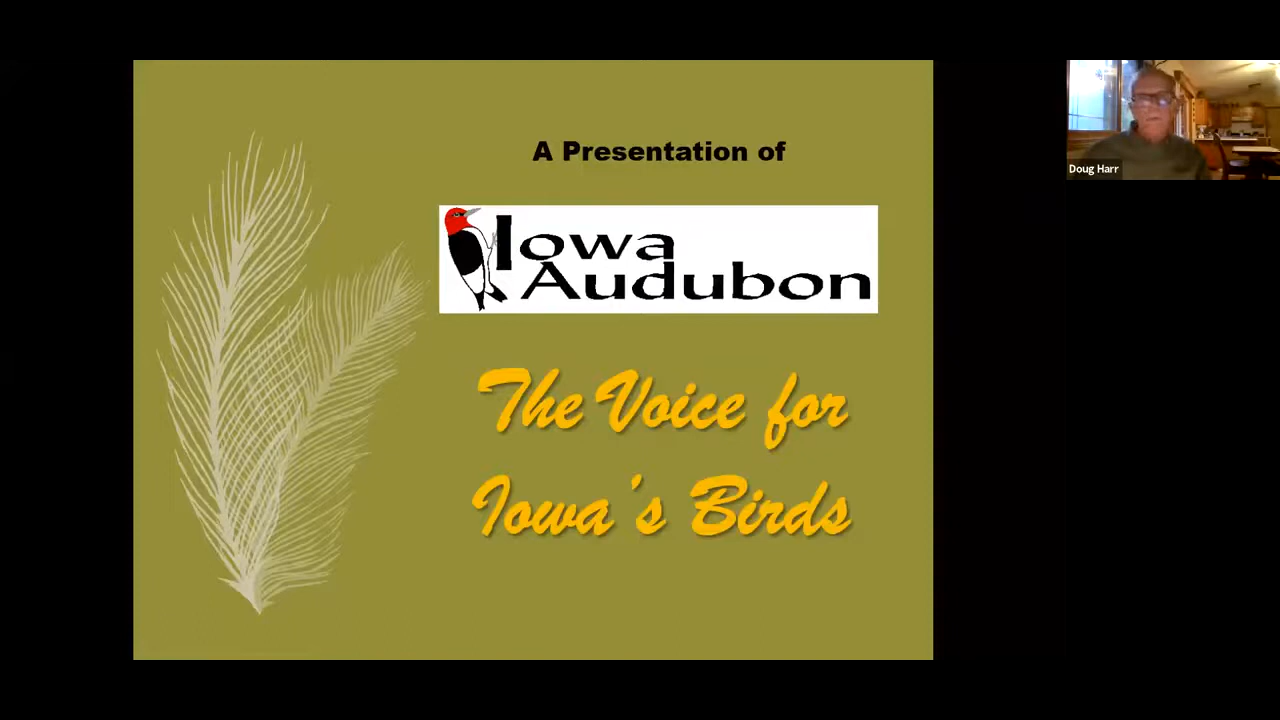 A Presentation of
Iowa
Audubon
The Voice for
Iowa's Birds
Doug Harr